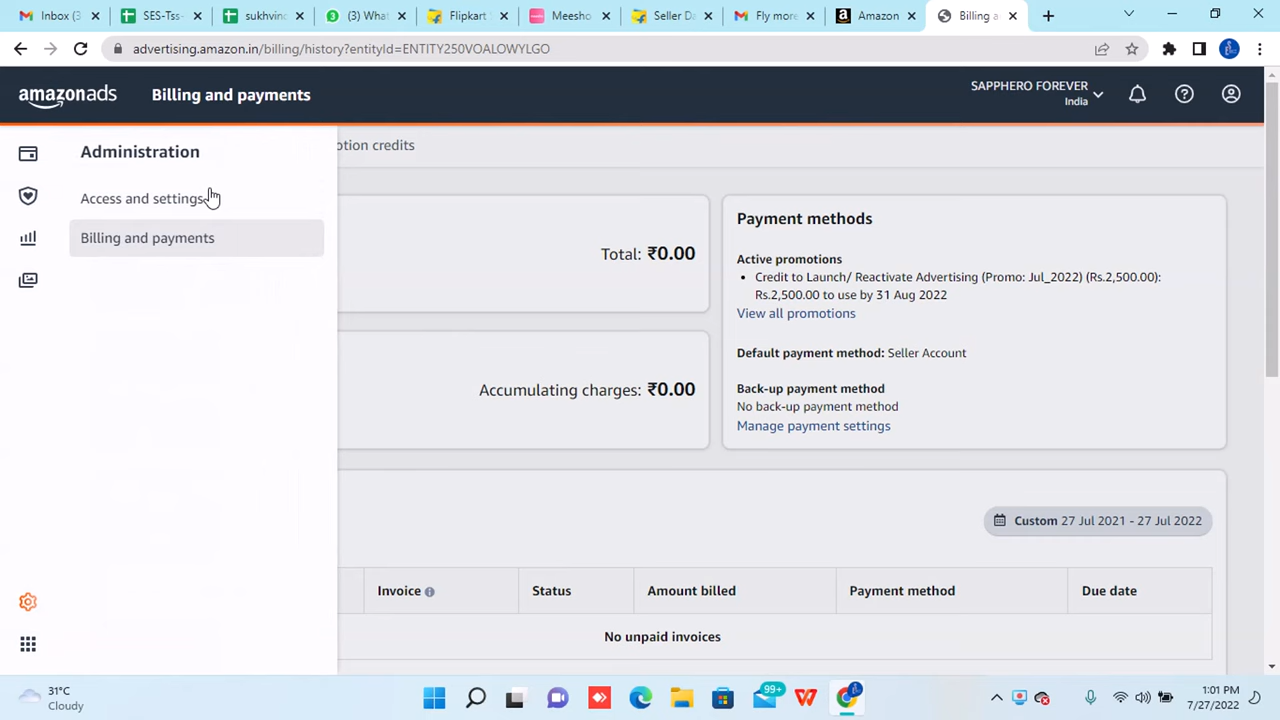 Inbox (3
SES-Tss-
sukhvind
(3) What
Flipkart
Meesho
Seller Da
Fly more
Amazon
Billing a
advertising.amazon.in/billing/history?entityId=ENTITY250VOALOWYLGO
amazonads
Billing and payments
SAPPHERO FOREVER
India
Administration
otion credits
Access and settings
Billing and payments
Total: ₹0.00
Accumulating charges: ₹0.00
Payment methods
Active promotions
• Credit to Launch/ Reactivate Advertising (Promo: Jul_2022) (Rs.2,500.00):
Rs.2,500.00 to use by 31 Aug 2022
View all promotions
Default payment method: Seller Account
Back-up payment method
No back-up payment method
Manage payment settings
Custom 27 Jul 2021 - 27 Jul 2022
Invoice Status Amount billed Payment method Due date
No unpaid invoices
31°C
Cloudy
99+
1:01 PM
7/27/2022